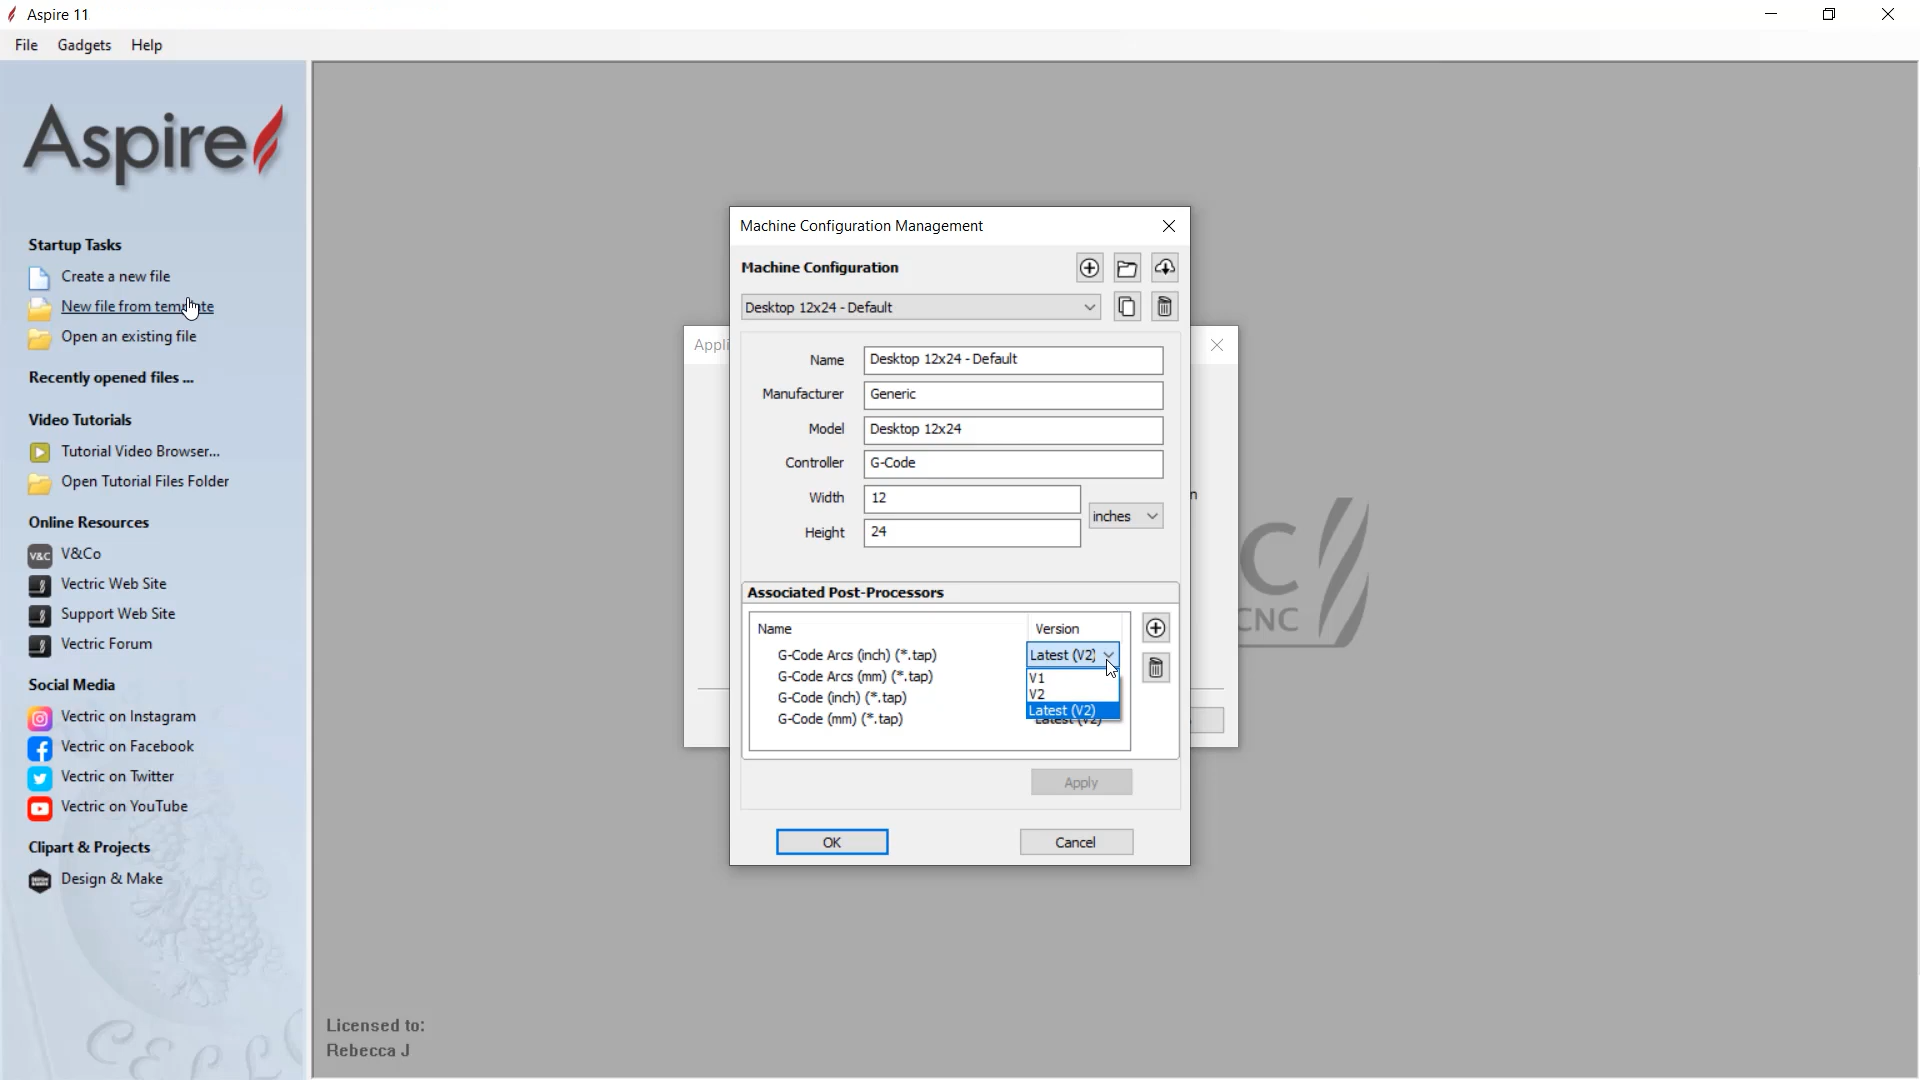 Aspire 11
File Gadgets Help
Aspire
Startup Tasks
Create a new file
New file from template
Open an existing file
Recently opened files ...
Video Tutorials
Tutorial Video Browser...
Open Tutorial Files Folder
Online Resources
V&C V&Co
Vectric Web Site
Support Web Site
Vectric Forum
Social Media
Vectric on Instagram
Vectric on Facebook
Vectric on Twitter
Vectric on YouTube
Clipart & Projects
Design & Make
Licensed to:
Rebecca J
Appli
n
C
CNC
Machine Configuration Management
Machine Configuration
Desktop 12x24 - Default
Name Desktop 12x24 - Default
Manufacturer Generic
Model Desktop 12x24
Controller G-Code
Width 12
inches
Height 24
Associated Post-Processors
Name Version
G-Code Arcs (inch) (*.tap) Latest (V2)
G-Code Arcs (mm) (*.tap) V1
G-Code (inch) (*.tap) V2
Latest (V2)
G-Code (mm) (*.tap) Latest (V2)
Apply
OK Cancel